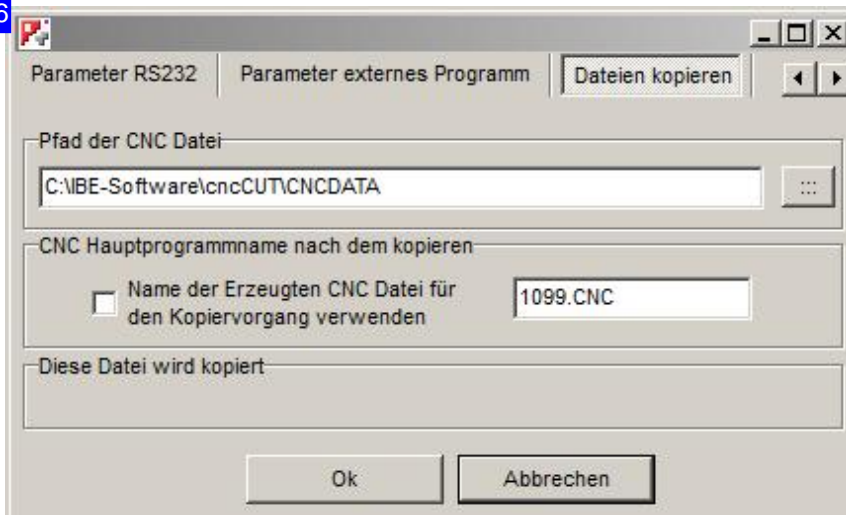 6
Parameter RS232 Parameter externes Programm Dateien kopieren
Pfad der CNC Datei
C:\IBE-Software\cncCUT\CNCDATA :::
CNC Hauptprogrammname nach dem kopieren
Name der Erzeugten CNC Datei für 1099.CNC
den Kopiervorgang verwenden
Diese Datei wird kopiert
Ok Abbrechen